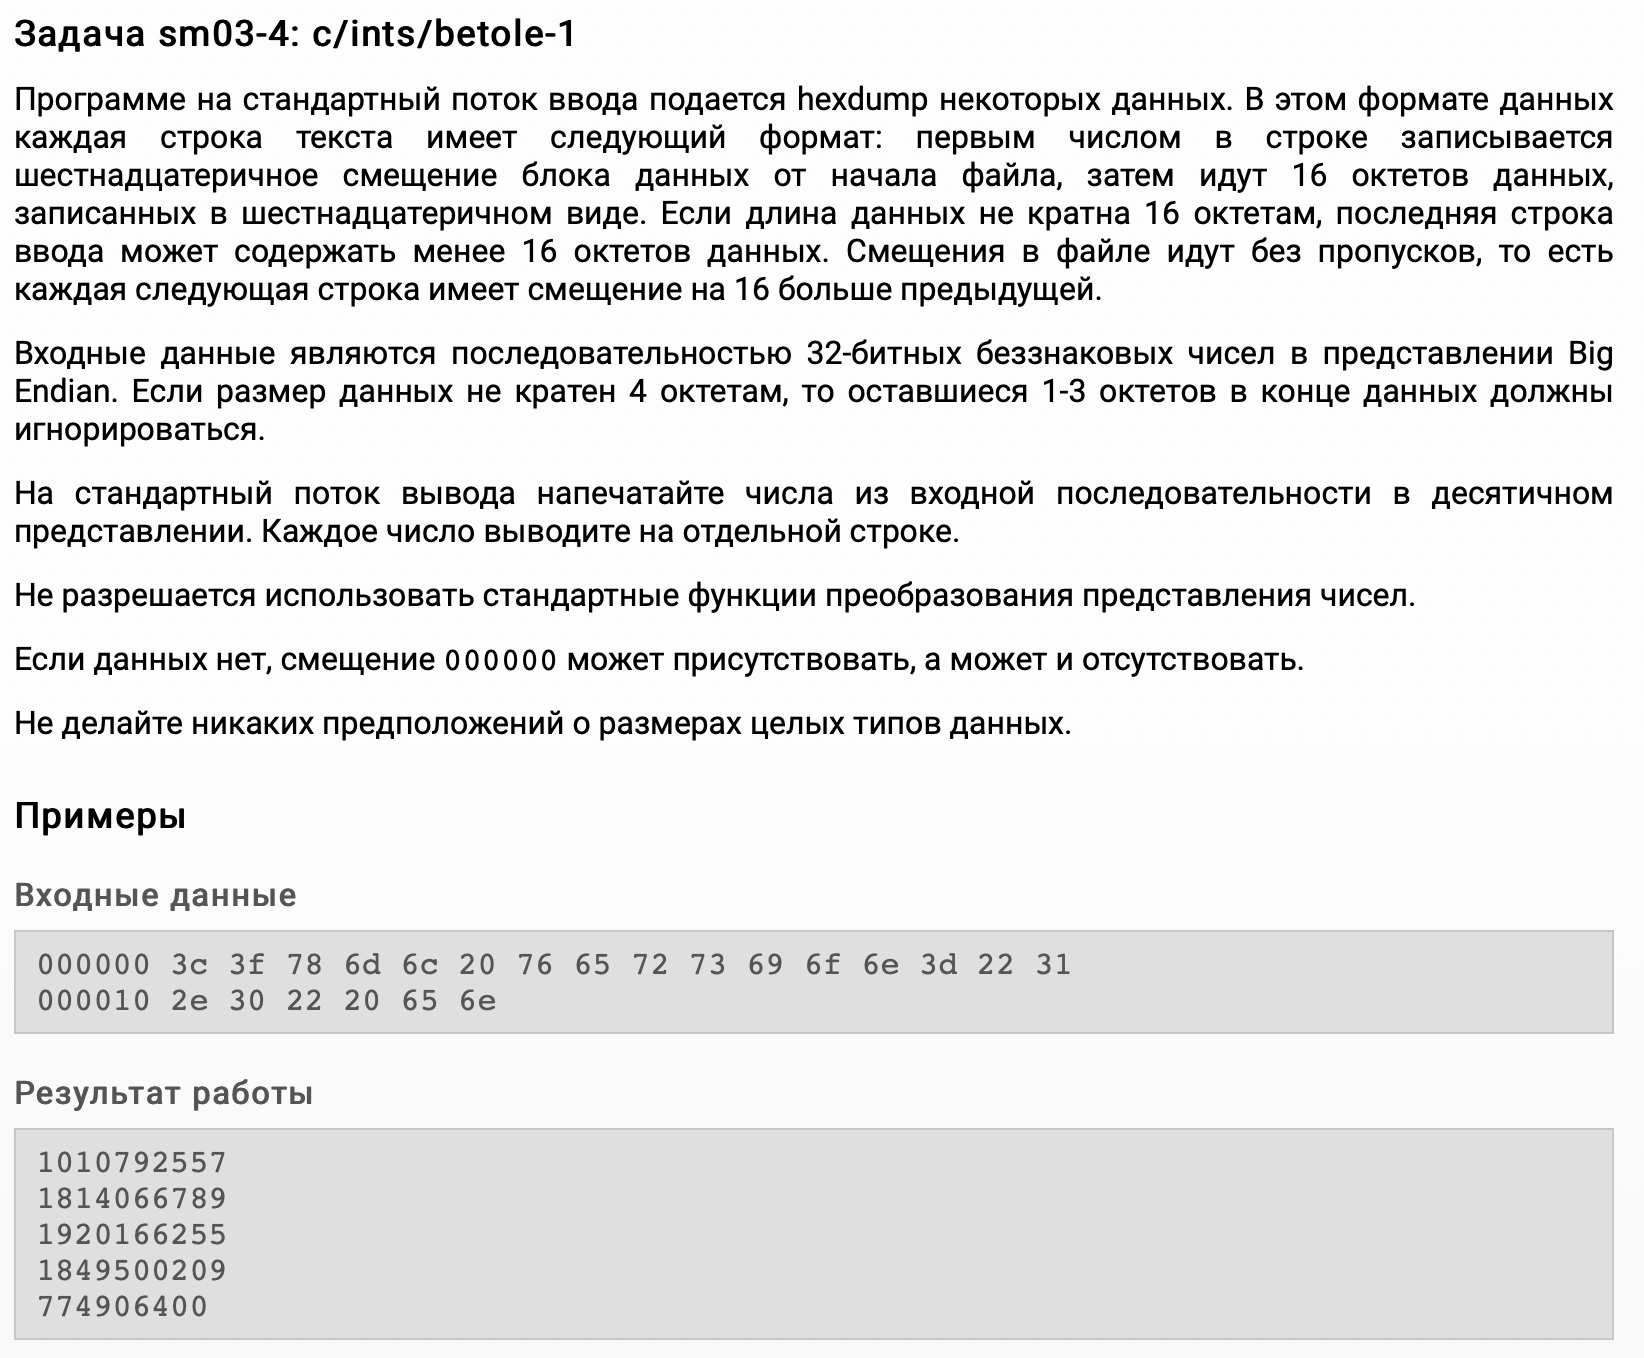 Задача sm03-4: c/ints/betole-1
Программе на стандартный поток ввода подается hexdump некоторых данных. В этом формате данных
каждая строка текста имеет следующий формат: первым числом в строке записывается
шестнадцатеричное смещение блока данных от начала файла, затем идут 16 октетов данных,
записанных в шестнадцатеричном виде. Если длина данных не кратна 16 октетам, последняя строка
ввода может содержать менее 16 октетов данных. Смещения в файле идут без пропусков, то есть
каждая следующая строка имеет смещение на 16 больше предыдущей.
Входные данные являются последовательностью 32-битных беззнаковых чисел в представлении Big
Endian. Если размер данных не кратен 4 октетам, то оставшиеся 1-3 октетов в конце данных должны
игнорироваться.
На стандартный поток вывода напечатайте числа из входной последовательности в десятичном
представлении. Каждое число выводите на отдельной строке.
Не разрешается использовать стандартные функции преобразования представления чисел.
Если данных нет, смещение 000000 может присутствовать, а может и отсутствовать.
Не делайте никаких предположений о размерах целых типов данных.
Примеры
Входные данные
000000 3c 3f 78 6d 6c 20 76 65 72 73 69 6f 6e 3d 22 31
000010 2e 30 22 20 65 6e
Результат работы
1010792557
1814066789
1920166255
1849500209
774906400